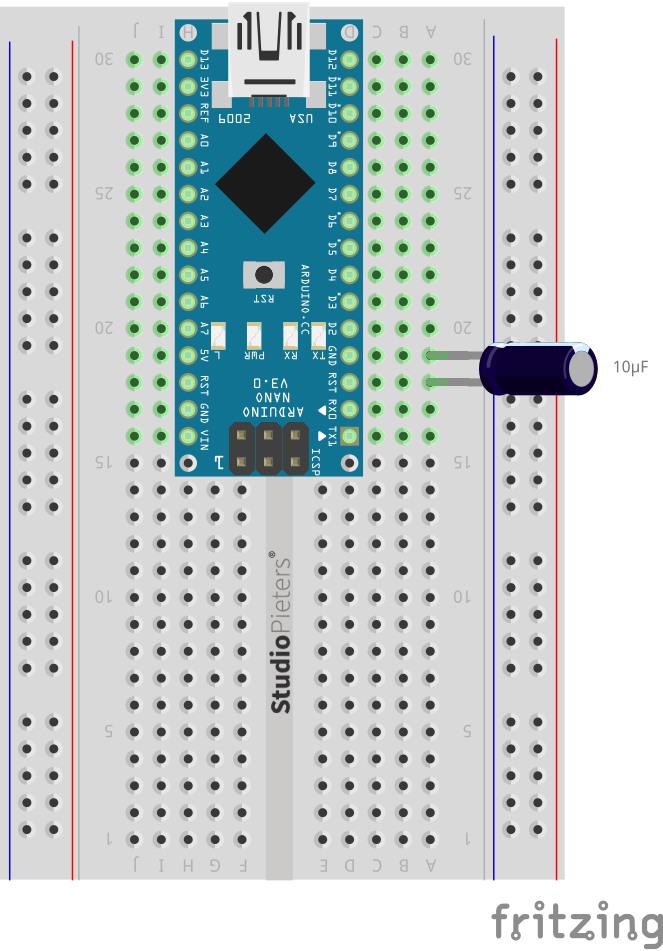 J I H D C B A
30 30
D13 D12
3V3 D11
REF D10
2009 USA
A0 D9
A1 D8
25 25
A2 D7
A3 D6
A4 D5
A5 D4
RST
ARDUINO.CC
A6 D3
20 20
A7 D2
L PWR RX TX
5V GND
10µF
RST RST
ARDUINO
NANO
V3.0
GND RX0
VIN TX1
1 ICSP
15 15
10 10
StudioPieters®
5 5
1 1
J I H G F E D C B A
fritzing